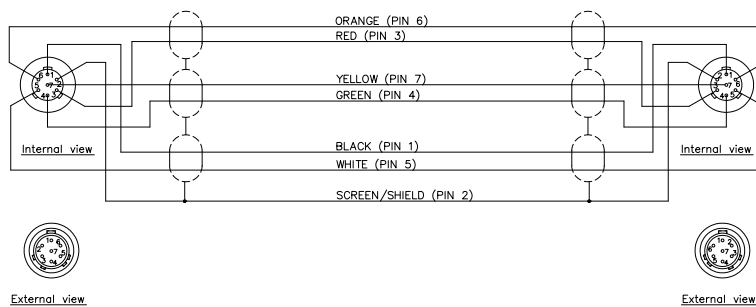 ORANGE (PIN 6)
RED (PIN 3)
YELLOW (PIN 7)
GREEN (PIN 4)
Internal view
Internal view
BLACK (PIN 1)
WHITE (PIN 5)
SCREEN/SHIELD (PIN 2)
External view
External view